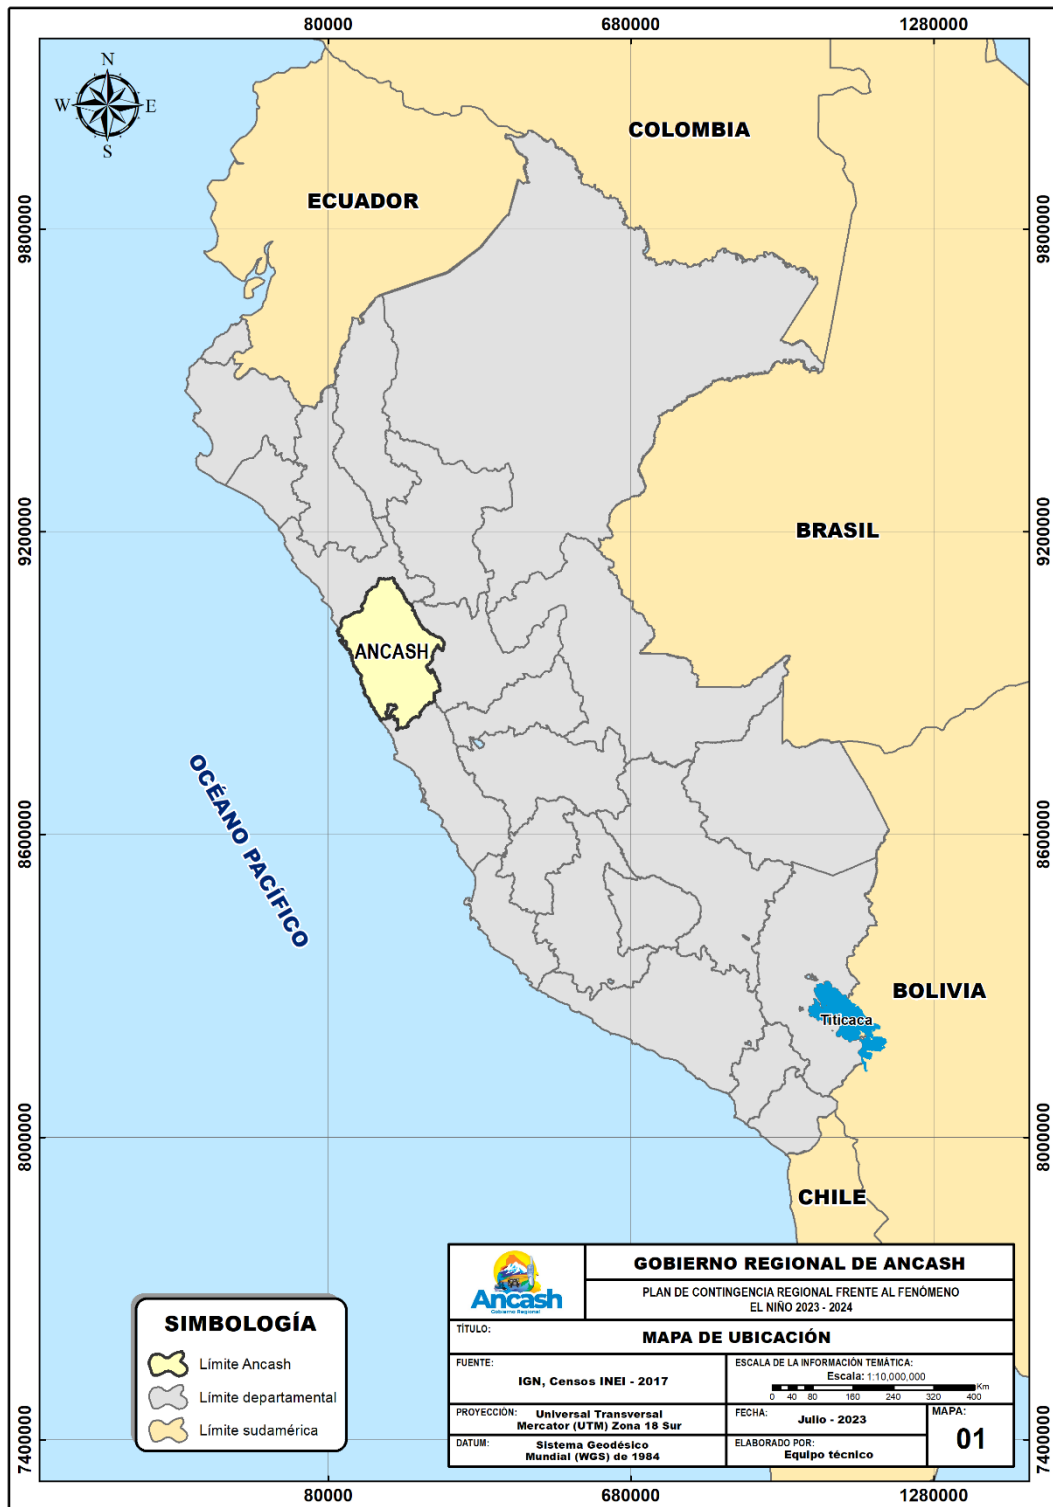 80000
680000
1280000
N
W
E
S
COLOMBIA
ECUADOR
9800000
9800000
9200000
9200000
BRASIL
ANCASH
OCÉANO PACÍFICO
8600000
8600000
BOLIVIA
Titicaca
8000000
8000000
CHILE
Ancash
Gobierno Regional
GOBIERNO REGIONAL DE ANCASH
PLAN DE CONTINGENCIA REGIONAL FRENTE AL FENÓMENO
EL NIÑO 2023 - 2024
TÍTULO:
MAPA DE UBICACIÓN
FUENTE:
IGN, Censos INEI - 2017
ESCALA DE LA INFORMACIÓN TEMÁTICA:
Escala: 1:10,000,000
Km
0 40 80 160 240 320 400
PROYECCIÓN: Universal Transversal
Mercator (UTM) Zona 18 Sur
FECHA: Julio - 2023
MAPA:
01
DATUM: Sistema Geodésico
Mundial (WGS) de 1984
ELABORADO POR:
Equipo técnico
SIMBOLOGÍA
Límite Ancash
Límite departamental
Límite sudamérica
7400000
7400000
80000
680000
1280000